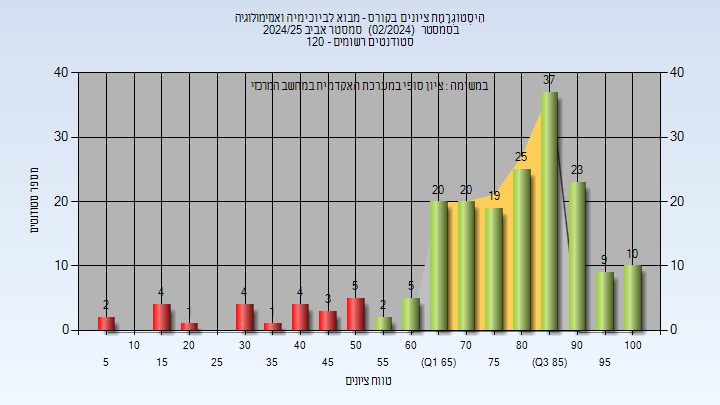 היסטוגרמת ציונים בקורס - מבוא לביוכימיה ואנזימולוגיה
בסמסטר (02/2024) סמסטר אביב 2024/25
סטודנטים רשומים - 120
במשימה : ציון סופי במערכת האקדמית במחשב המרכזי
מספר סטודנטים
40 40
30 30
20 20
10 10
0 0
2 4 1 4 1 4 3 5 2 5 20 20 19 25 37 23 9 10
10 20 30 40 50 60 70 80 90 100
5 15 25 35 45 55 (Q1 65) 75 (Q3 85) 95
טווח ציונים